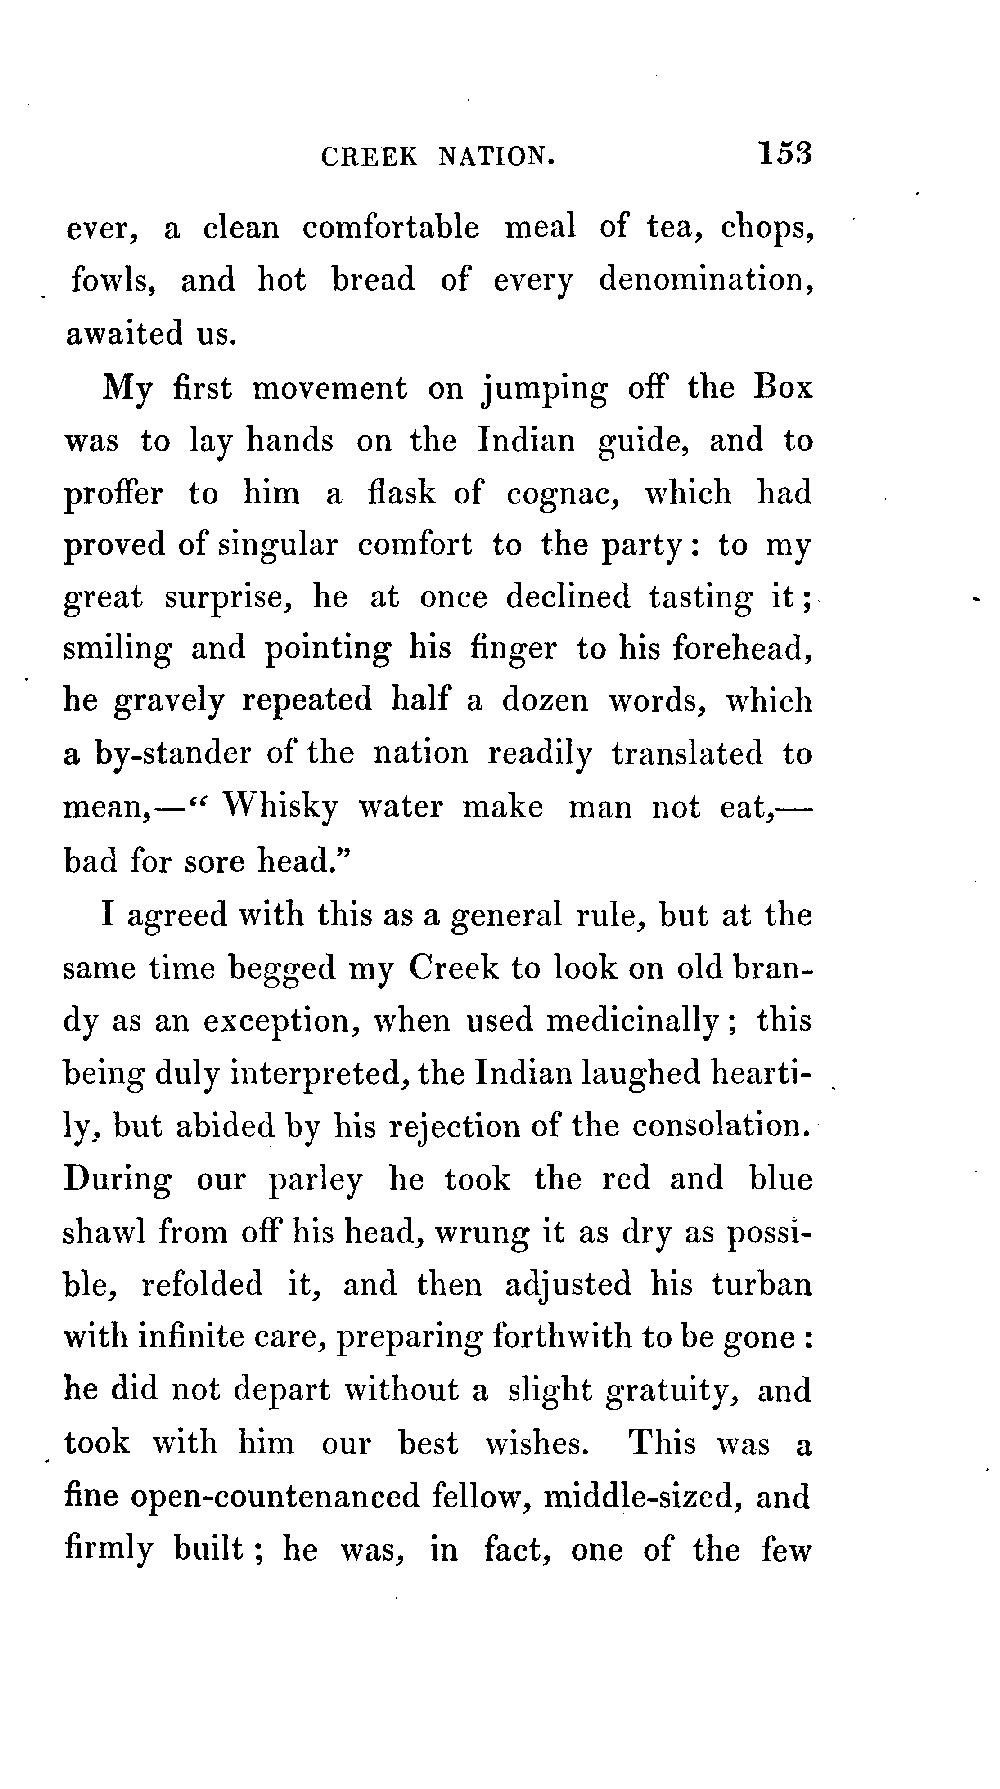 CREEK NATION. 153
ever, a clean comfortable meal of tea, chops,
fowls, and hot bread of every denomination,
awaited us.
My first movement on jumping off the Box
was to lay hands on the Indian guide, and to
proffer to him a flask of cognac, which had
proved of singular comfort to the party : to my
great surprise, he at once declined tasting it ;
smiling and pointing his finger to his forehead,
he gravely repeated half a dozen words, which
a by-stander of the nation readily translated to
mean,—“ Whisky water make man not eat,—
bad for sore head.”
I agreed with this as a general rule, but at the
same time begged my Creek to look on old bran-
dy as an exception, when used medicinally ; this
being duly interpreted, the Indian laughed hearti-
ly, but abided by his rejection of the consolation.
During our parley he took the red and blue
shawl from off his head, wrung it as dry as possi-
ble, refolded it, and then adjusted his turban
with infinite care, preparing forthwith to be gone :
he did not depart without a slight gratuity, and
took with him our best wishes. This was a
fine open-countenanced fellow, middle-sized, and
firmly built ; he was, in fact, one of the few